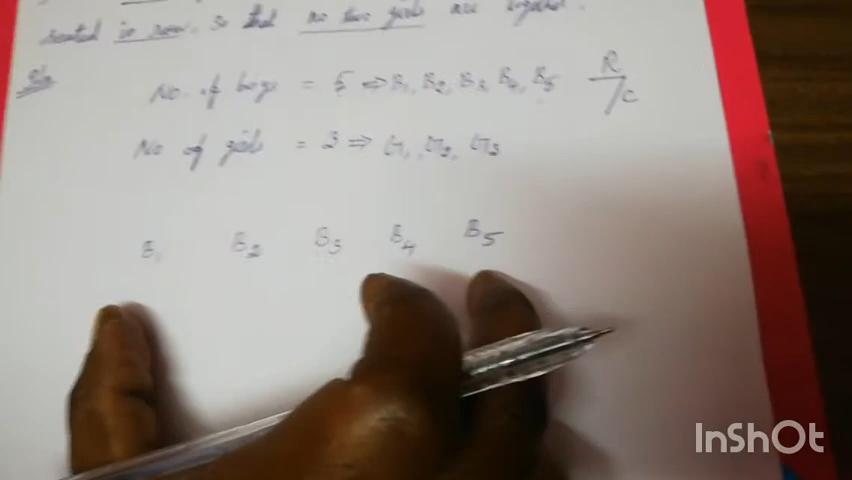 seated in row. so that no two girls are together.
Sln
No. of boys = 5 ⇒ B1, B2, B3, B4, B5 R/c
No of girls = 3 ⇒ G1, G2, G3
B1 B2 B3 B4 B5
InShOt